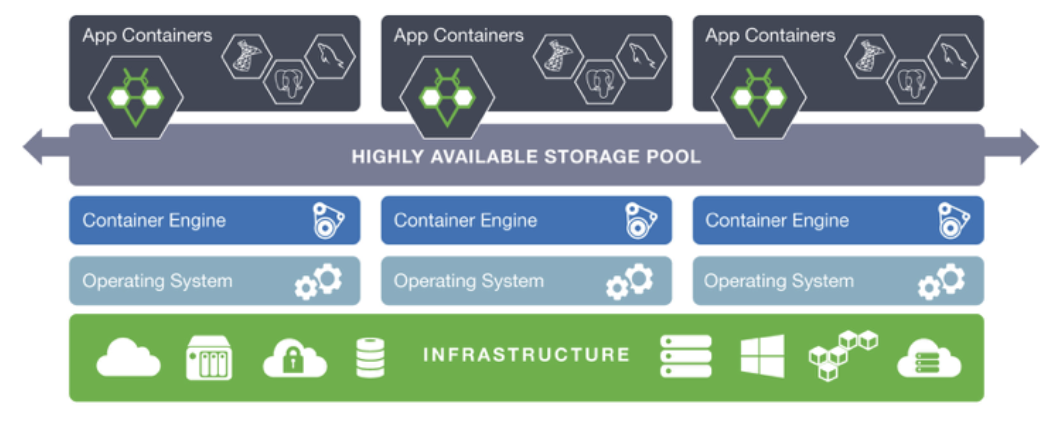 App Containers
App Containers
App Containers
HIGHLY AVAILABLE STORAGE POOL
Container Engine
Container Engine
Container Engine
Operating System
Operating System
Operating System
INFRASTRUCTURE